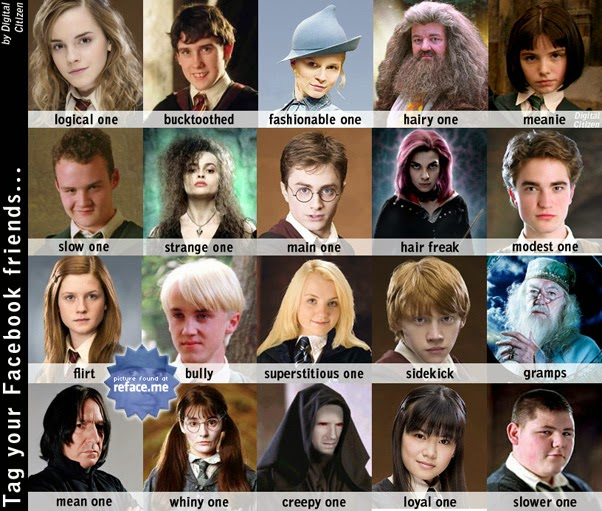 by Digital
Citizen
Tag your Facebook friends...
logical one
bucktoothed
fashionable one
hairy one
meanie
Digital
Citizen
slow one
strange one
main one
hair freak
modest one
flirt
bully
superstitious one
sidekick
gramps
picture found at
reface.me
mean one
whiny one
creepy one
loyal one
slower one